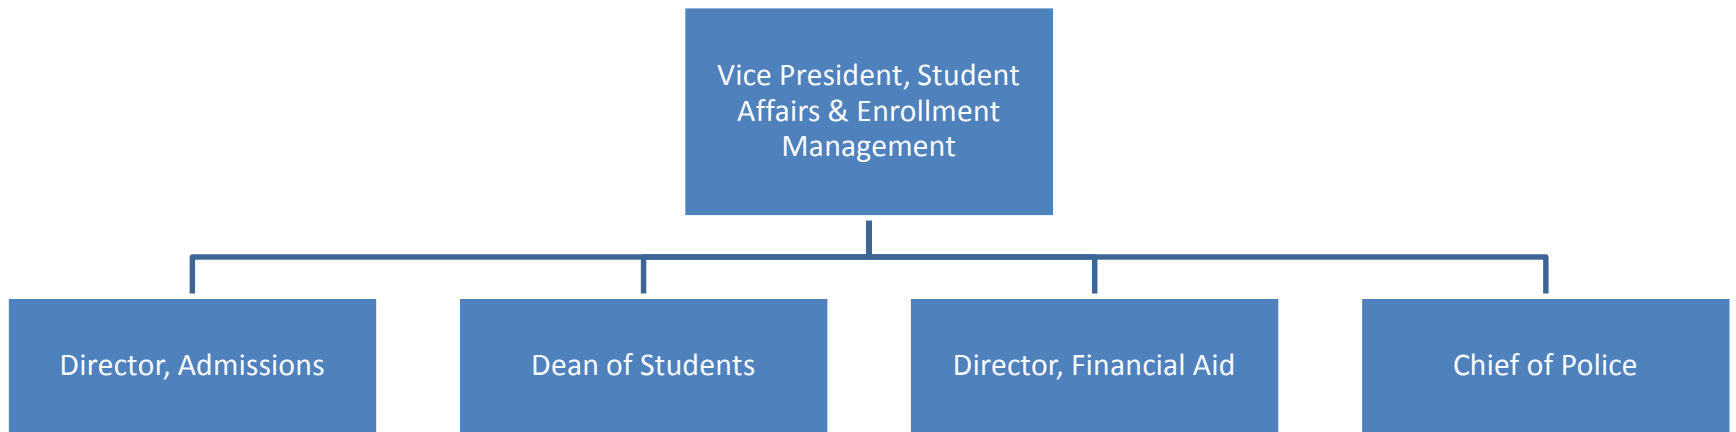 Vice President, Student
Affairs & Enrollment
Management
Director, Admissions
Dean of Students
Director, Financial Aid
Chief of Police